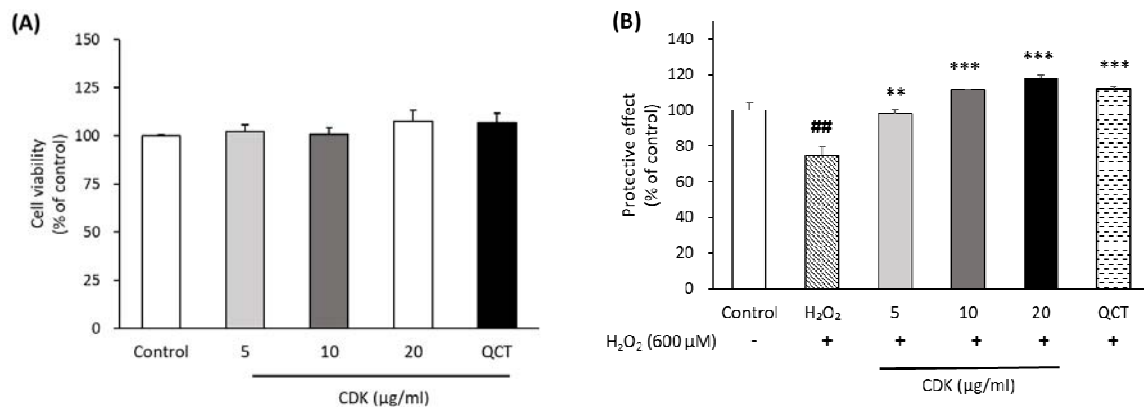 (A)
150
125
100
75
50
25
0
Cell viability
(% of control)
Control 5 10 20 QCT
CDK (µg/ml)
(B)
140
120
100
80
60
40
20
0
Protective effect
(% of control)
##
**
***
***
***
Control H₂O₂ 5 10 20 QCT
H₂O₂ (600 µM) - + + + + +
CDK (µg/ml)